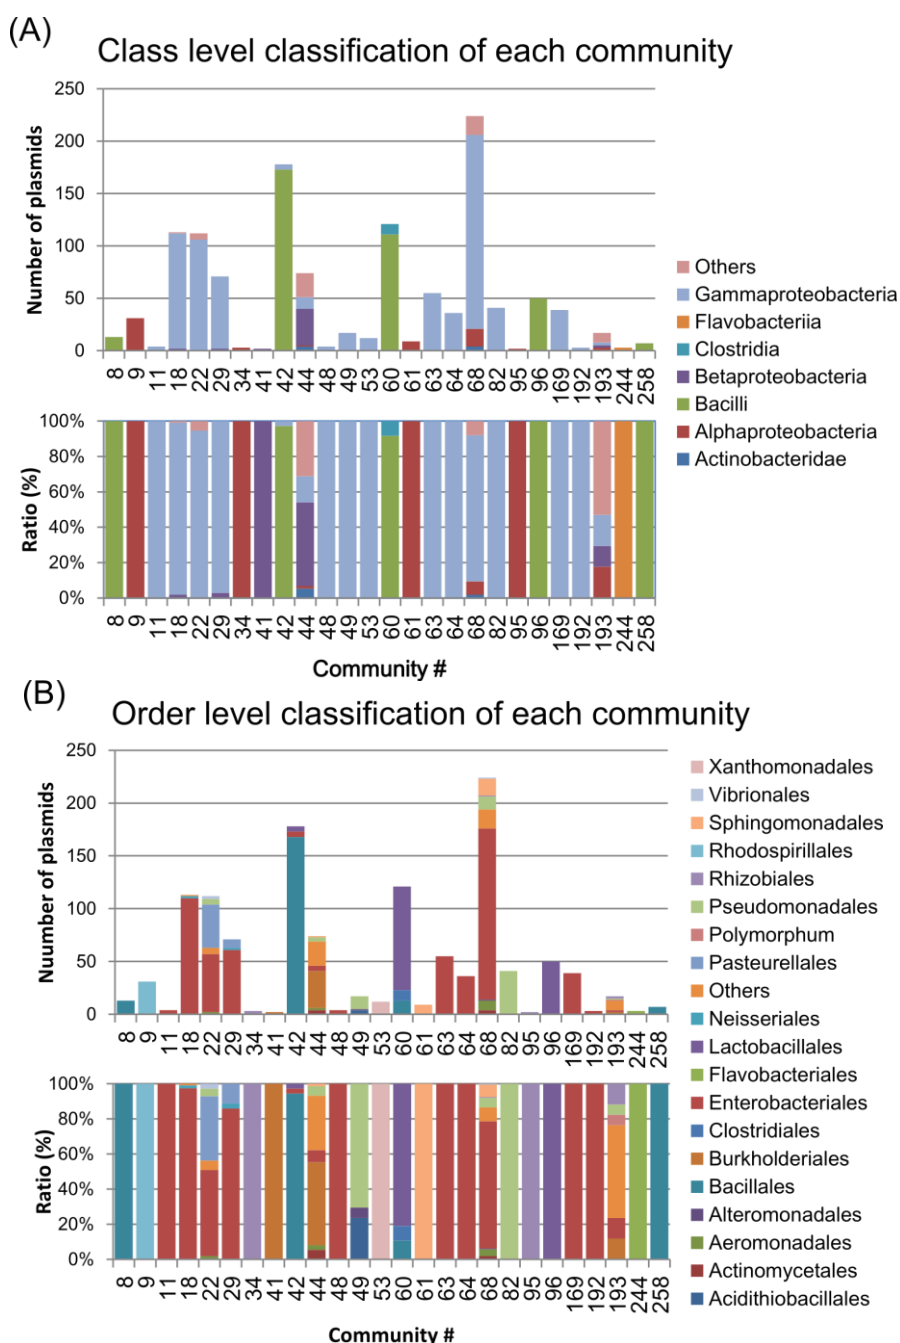 (A)
Class level classification of each community
Number of plasmids
250
200
150
100
50
0
8 9 11 18 22 29 34 41 42 44 48 49 53 60 61 63 64 68 82 95 96 169 192 193 244 258
Others
Gammaproteobacteria
Flavobacteriia
Clostridia
Betaproteobacteria
Bacilli
Alphaproteobacteria
Actinobacteridae
Ratio (%)
100%
80%
60%
40%
20%
0%
8 9 11 18 22 29 34 41 42 44 48 49 53 60 61 63 64 68 82 95 96 169 192 193 244 258
Community #
(B)
Order level classification of each community
Nuumber of plasmids
250
200
150
100
50
0
8 9 11 18 22 29 34 41 42 44 48 49 53 60 61 63 64 68 82 95 96 169 192 193 244 258
Xanthomonadales
Vibrionales
Sphingomonadales
Rhodospirillales
Rhizobiales
Pseudomonadales
Polymorphum
Pasteurellales
Others
Neisseriales
Lactobacillales
Flavobacteriales
Enterobacteriales
Clostridiales
Burkholderiales
Bacillales
Alteromonadales
Aeromonadales
Actinomycetales
Acidithiobacillales
Ratio (%)
100%
80%
60%
40%
20%
0%
8 9 11 18 22 29 34 41 42 44 48 49 53 60 61 63 64 68 82 95 96 169 192 193 244 258
Community #